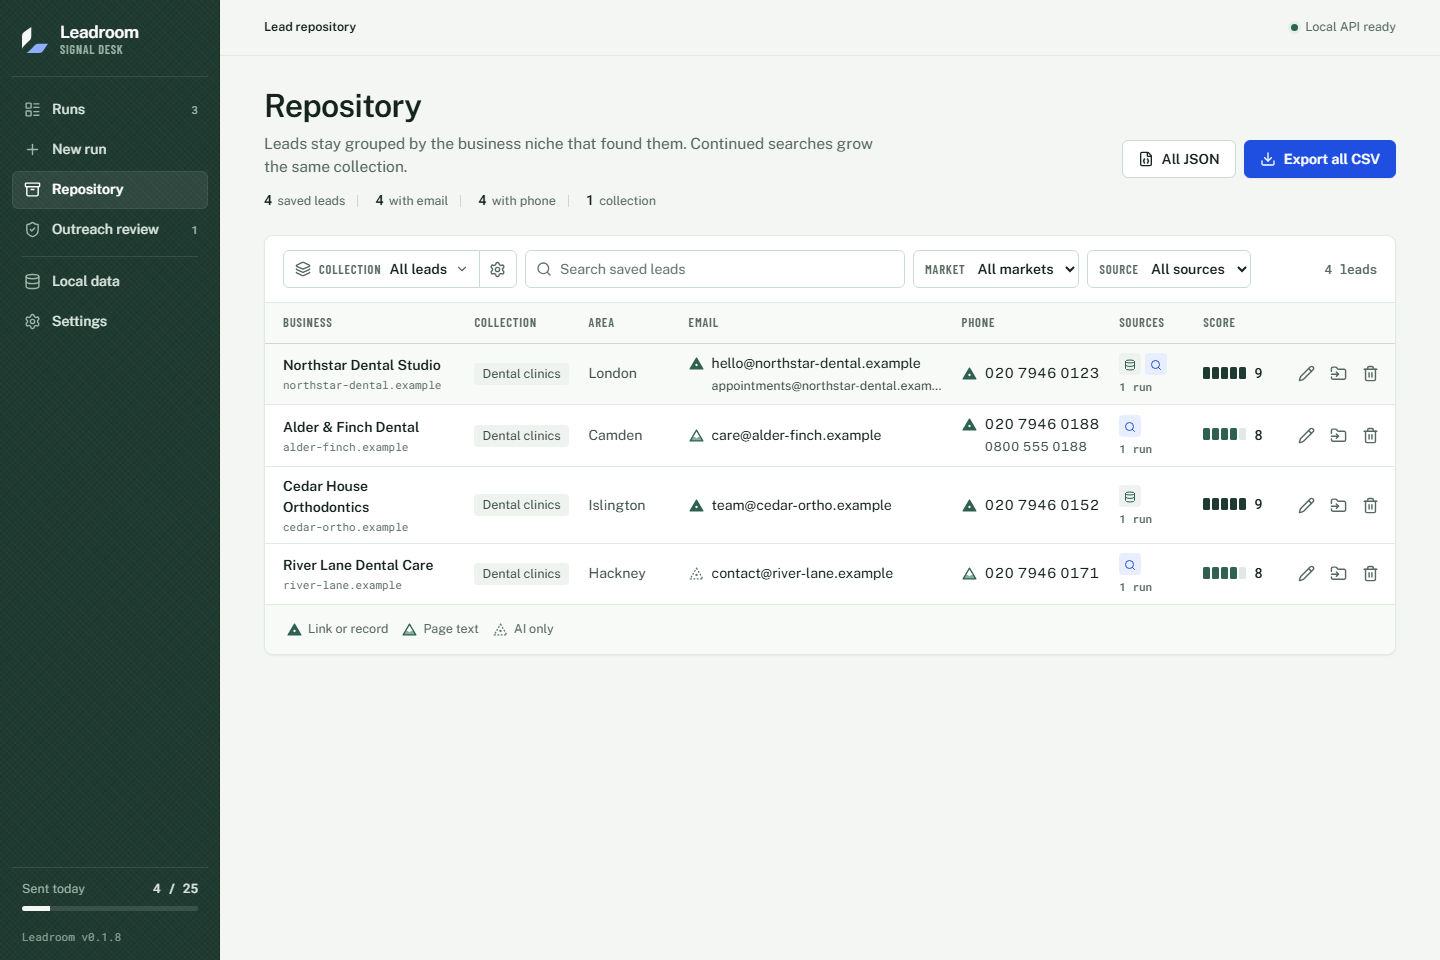 Leadroom
SIGNAL DESK
Runs 3
New run
Repository
Outreach review 1
Local data
Settings
Sent today 4 / 25
Leadroom v0.1.8
Lead repository
Local API ready
Repository
Leads stay grouped by the business niche that found them. Continued searches grow
the same collection.
4 saved leads 4 with email 4 with phone 1 collection
All JSON
Export all CSV
COLLECTION All leads
Search saved leads
MARKET All markets
SOURCE All sources
4 leads
BUSINESS COLLECTION AREA EMAIL PHONE SOURCES SCORE
Northstar Dental Studio
northstar-dental.example
Dental clinics
London
hello@northstar-dental.example
appointments@northstar-dental.exam...
020 7946 0123
1 run
9
Alder & Finch Dental
alder-finch.example
Dental clinics
Camden
care@alder-finch.example
020 7946 0188
0800 555 0188
1 run
8
Cedar House
Orthodontics
cedar-ortho.example
Dental clinics
Islington
team@cedar-ortho.example
020 7946 0152
1 run
9
River Lane Dental Care
river-lane.example
Dental clinics
Hackney
contact@river-lane.example
020 7946 0171
1 run
8
Link or record Page text AI only